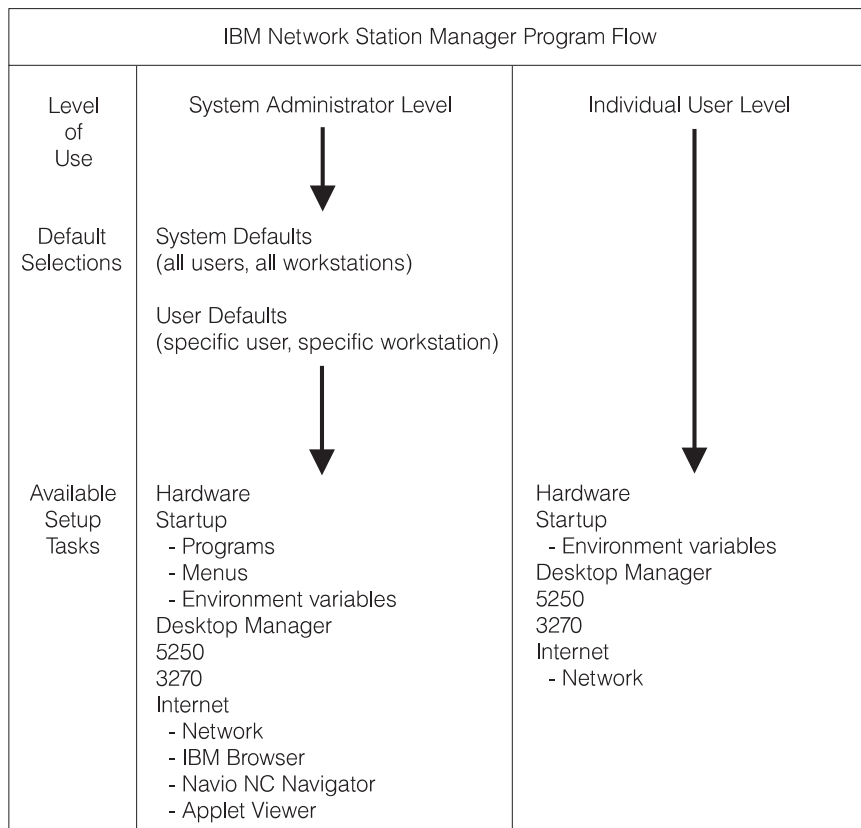 IBM Network Station Manager Program Flow
Level
of
Use
System Administrator Level
Individual User Level
Default
Selections
System Defaults
(all users, all workstations)
User Defaults
(specific user, specific workstation)
Available
Setup
Tasks
Hardware
Startup
- Programs
- Menus
- Environment variables
Desktop Manager
5250
3270
Internet
- Network
- IBM Browser
- Navio NC Navigator
- Applet Viewer
Hardware
Startup
- Environment variables
Desktop Manager
5250
3270
Internet
- Network